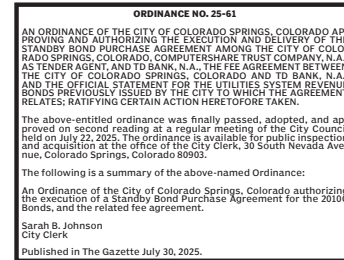 ORDINANCE NO. 25-61
AN ORDINANCE OF THE CITY OF COLORADO SPRINGS, COLORADO AP
PROVING AND AUTHORIZING THE EXECUTION AND DELIVERY OF THE
STANDBY BOND PURCHASE AGREEMENT AMONG THE CITY OF COLO
RADO SPRINGS, COLORADO, COMPUTERSHARE TRUST COMPANY, N.A.
AS TENDER AGENT, AND TD BANK, N.A., THE FEE AGREEMENT BETWEEN
THE CITY OF COLORADO SPRINGS, COLORADO AND TD BANK, N.A.
AND THE OFFICIAL STATEMENT FOR THE UTILITIES SYSTEM REVENUE
BONDS PREVIOUSLY ISSUED BY THE CITY TO WHICH THE AGREEMENT
RELATES; RATIFYING CERTAIN ACTION HERETOFORE TAKEN.
The above-entitled ordinance was finally passed, adopted, and ap
proved on second reading at a regular meeting of the City Council
held on July 22, 2025. The ordinance is available for public inspection
and acquisition at the office of the City Clerk, 30 South Nevada Ave
nue, Colorado Springs, Colorado 80903.
The following is a summary of the above-named Ordinance:
An Ordinance of the City of Colorado Springs, Colorado authorizing
the execution of a Standby Bond Purchase Agreement for the 2010C
Bonds, and the related fee agreement.
Sarah B. Johnson
City Clerk
Published in The Gazette July 30, 2025.